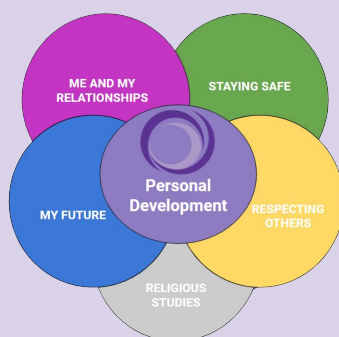 ME AND MY
RELATIONSHIPS
STAYING SAFE
Personal
Development
MY FUTURE
RESPECTING
OTHERS
RELIGIOUS
STUDIES